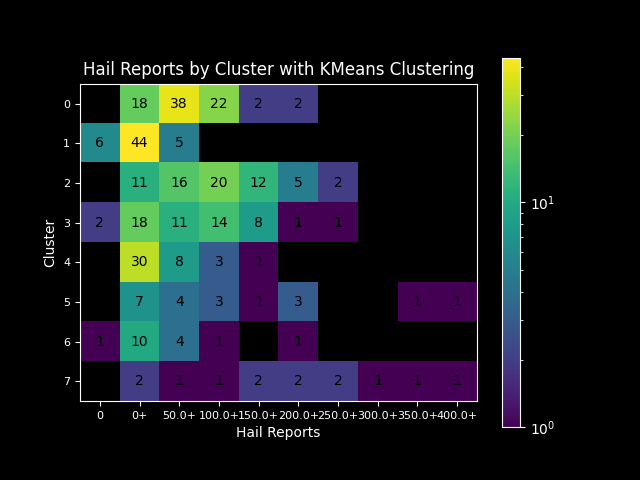 Hail Reports by Cluster with KMeans Clustering
0 18 38 22 2 2
1 6 44 5
2 11 16 20 12 5 2
3 2 18 11 14 8 1 1
4 30 8 3 1
5 7 4 3 1 3 1 1
6 1 10 4 1 1
7 2 1 1 2 2 2 1 1 1
0 0+ 50.0+ 100.0+ 150.0+ 200.0+ 250.0+ 300.0+ 350.0+ 400.0+
Hail Reports
Cluster
10¹
10⁰